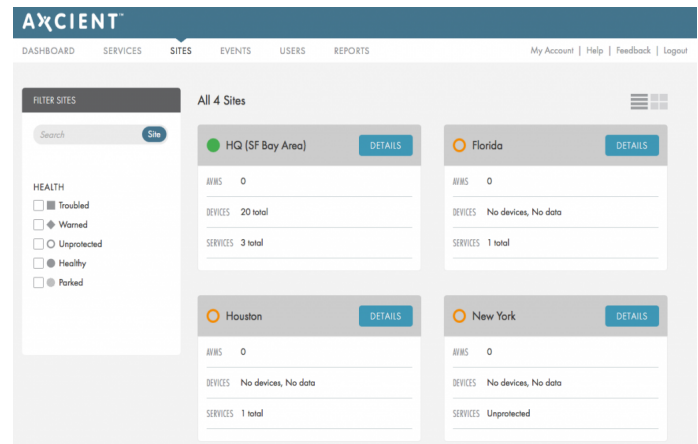 AXCIENT™
DASHBOARD SERVICES SITES EVENTS USERS REPORTS My Account | Help | Feedback | Logout
FILTER SITES
Search Site
HEALTH
Troubled
Warned
Unprotected
Healthy
Parked
All 4 Sites
HQ (SF Bay Area) DETAILS
AVMS 0
DEVICES 20 total
SERVICES 3 total
Florida DETAILS
AVMS 0
DEVICES No devices, No data
SERVICES 1 total
Houston DETAILS
AVMS 0
DEVICES No devices, No data
SERVICES 1 total
New York DETAILS
AVMS 0
DEVICES No devices, No data
SERVICES Unprotected